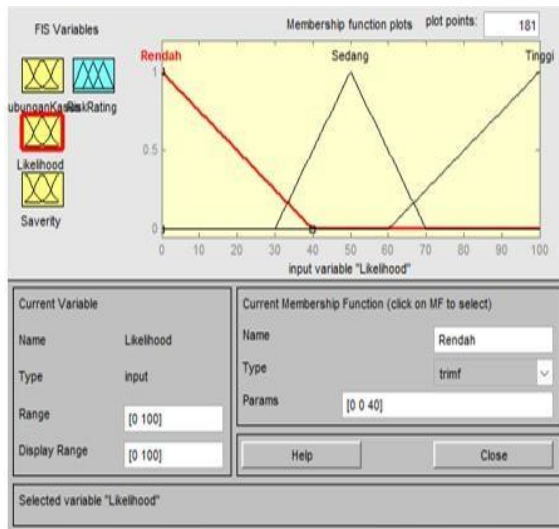 FIS Variables
Membership function plots
plot points:
181
Rendah
Sedang
Tinggi
ubunganKasus
RiskRating
Likelihood
Saverity
1
0.5
0
0 10 20 30 40 50 60 70 80 90 100
input variable "Likelihood"
Current Variable
Name Likelihood
Type input
Range [0 100]
Display Range [0 100]
Current Membership Function (click on MF to select)
Name Rendah
Type trimf
Params [0 0 40]
Help Close
Selected variable "Likelihood"